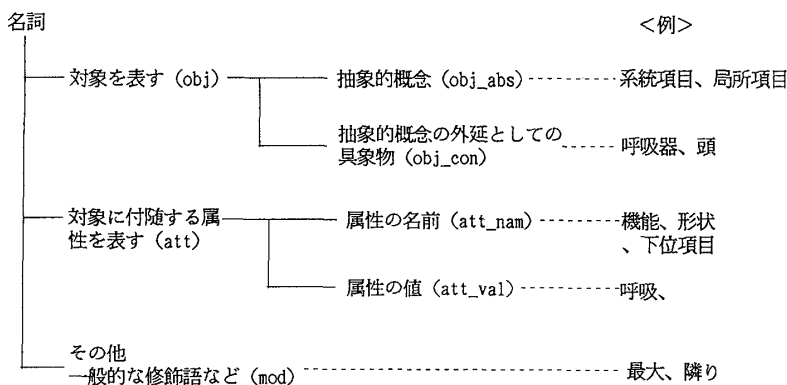 名詞
＜例＞
対象を表す（obj）
抽象的概念（obj_abs）
系統項目、局所項目
抽象的概念の外延としての
具象物（obj_con）
呼吸器、頭
対象に付随する属
性を表す（att）
属性の名前（att_nam）
機能、形状
、下位項目
属性の値（att_val）
呼吸、
その他
一般的な修飾語など（mod）
最大、隣り